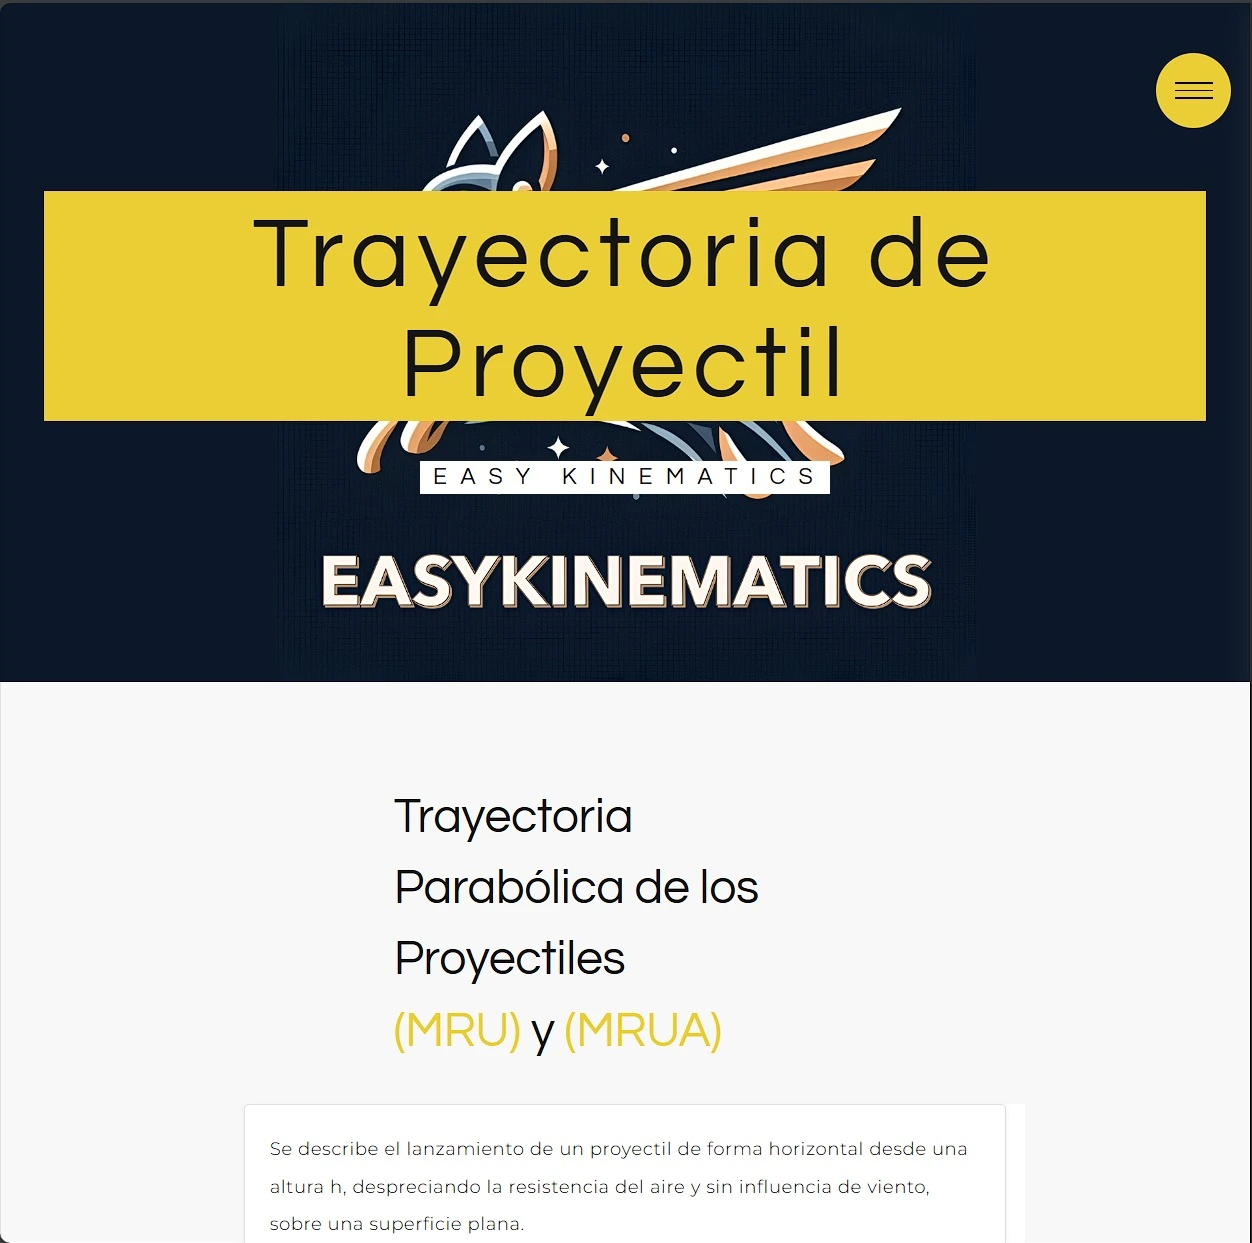 Trayectoria de
Proyectil
EASY KINEMATICS
EASYKINEMATICS
Trayectoria
Parabólica de los
Proyectiles
(MRU) y (MRUA)
Se describe el lanzamiento de un proyectil de forma horizontal desde una
altura h, despreciando la resistencia del aire y sin influencia de viento,
sobre una superficie plana.